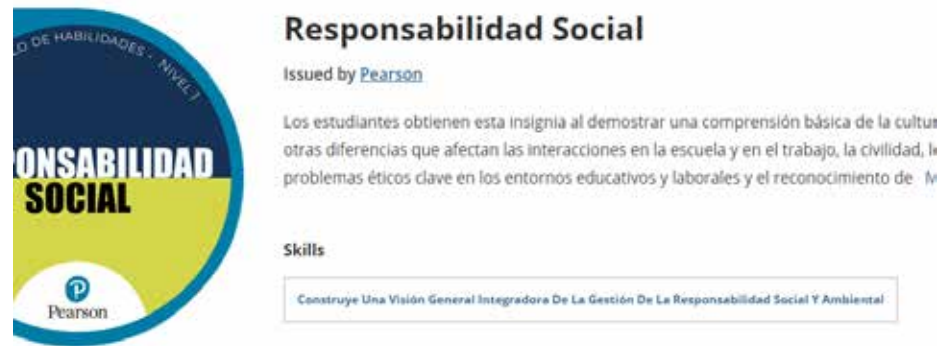 LO DE HABILIDADES - NIVEL 1
PONSABILIDAD
SOCIAL
Pearson
Responsabilidad Social
Issued by Pearson
Los estudiantes obtienen esta insignia al demostrar una comprensión básica de la cultur
otras diferencias que afectan las interacciones en la escuela y en el trabajo, la civilidad, l
problemas éticos clave en los entornos educativos y laborales y el reconocimiento de M
Skills
Construye Una Visión General Integradora De La Gestión De La Responsabilidad Social Y Ambiental